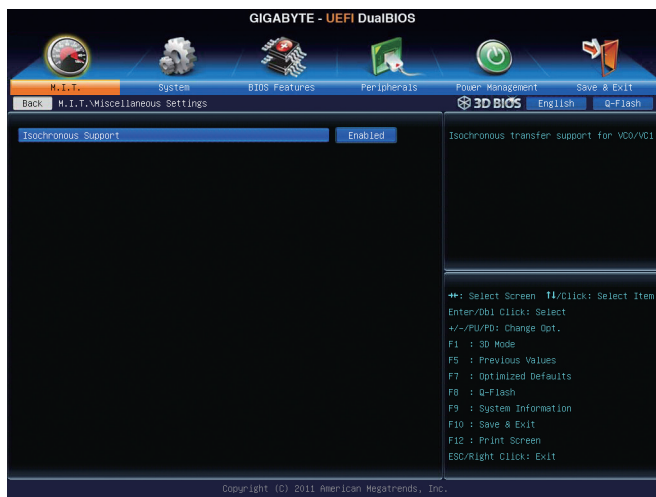 GIGABYTE - UEFI DualBIOS
M.I.T.
System
BIOS Features
Peripherals
Power Management
Save & Exit
Back
M.I.T.\Miscellaneous Settings
3D BIOS
English
Q-Flash
Isochronous Support
Enabled
Isochronous transfer support for VC0/VC1
→←: Select Screen ↑↓/Click: Select Item
Enter/Dbl Click: Select
+/-/PU/PD: Change Opt.
F1 : 3D Mode
F5 : Previous Values
F7 : Optimized Defaults
F8 : Q-Flash
F9 : System Information
F10 : Save & Exit
F12 : Print Screen
ESC/Right Click: Exit
Copyright (C) 2011 American Megatrends, Inc.